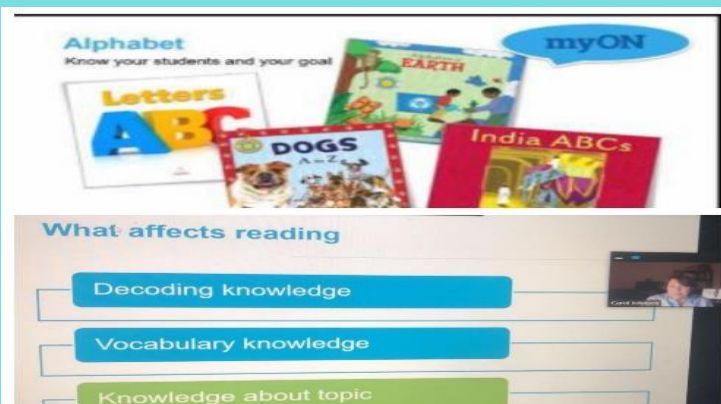 Alphabet
Know your students and your goal
myON
Letters
ABC
EARTH
DOGS
A to Z
India ABCs
What affects reading
Decoding knowledge
Vocabulary knowledge
Knowledge about topic